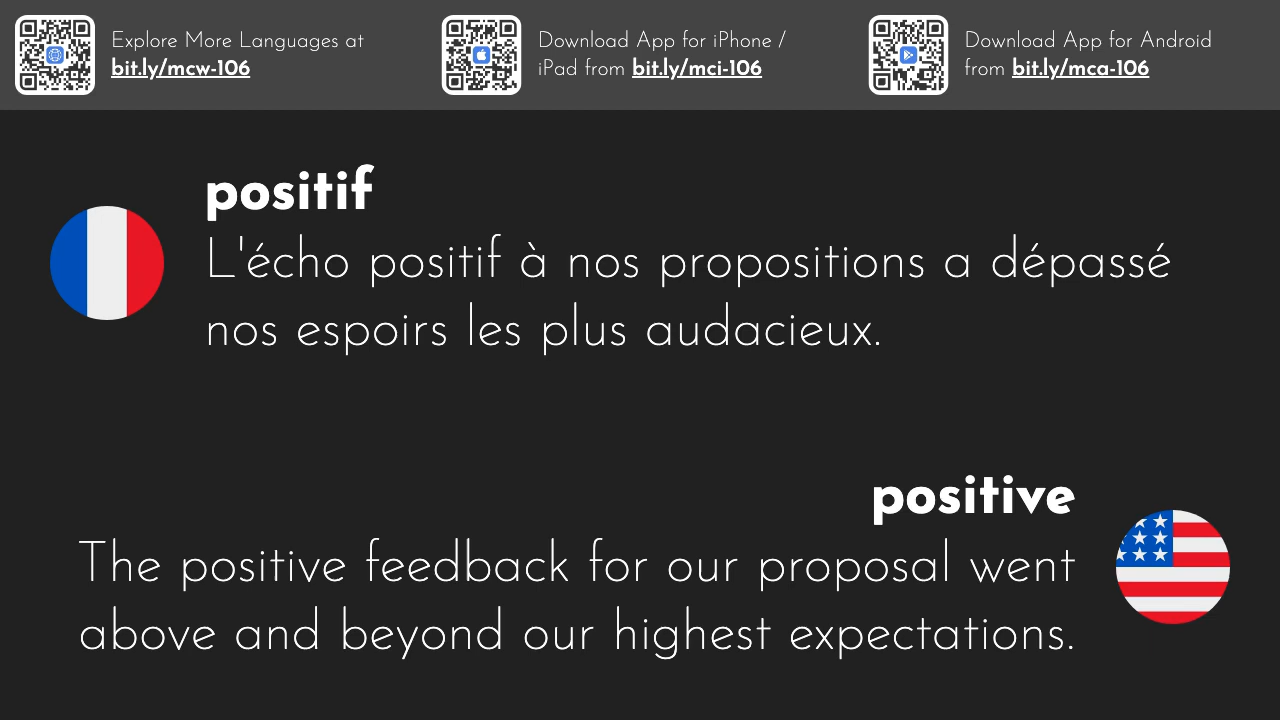 Explore More Languages at
bit.ly/mcw-106
Download App for iPhone /
iPad from bit.ly/mci-106
Download App for Android
from bit.ly/mca-106
positif
L'écho positif à nos propositions a dépassé
nos espoirs les plus audacieux.
positive
The positive feedback for our proposal went
above and beyond our highest expectations.